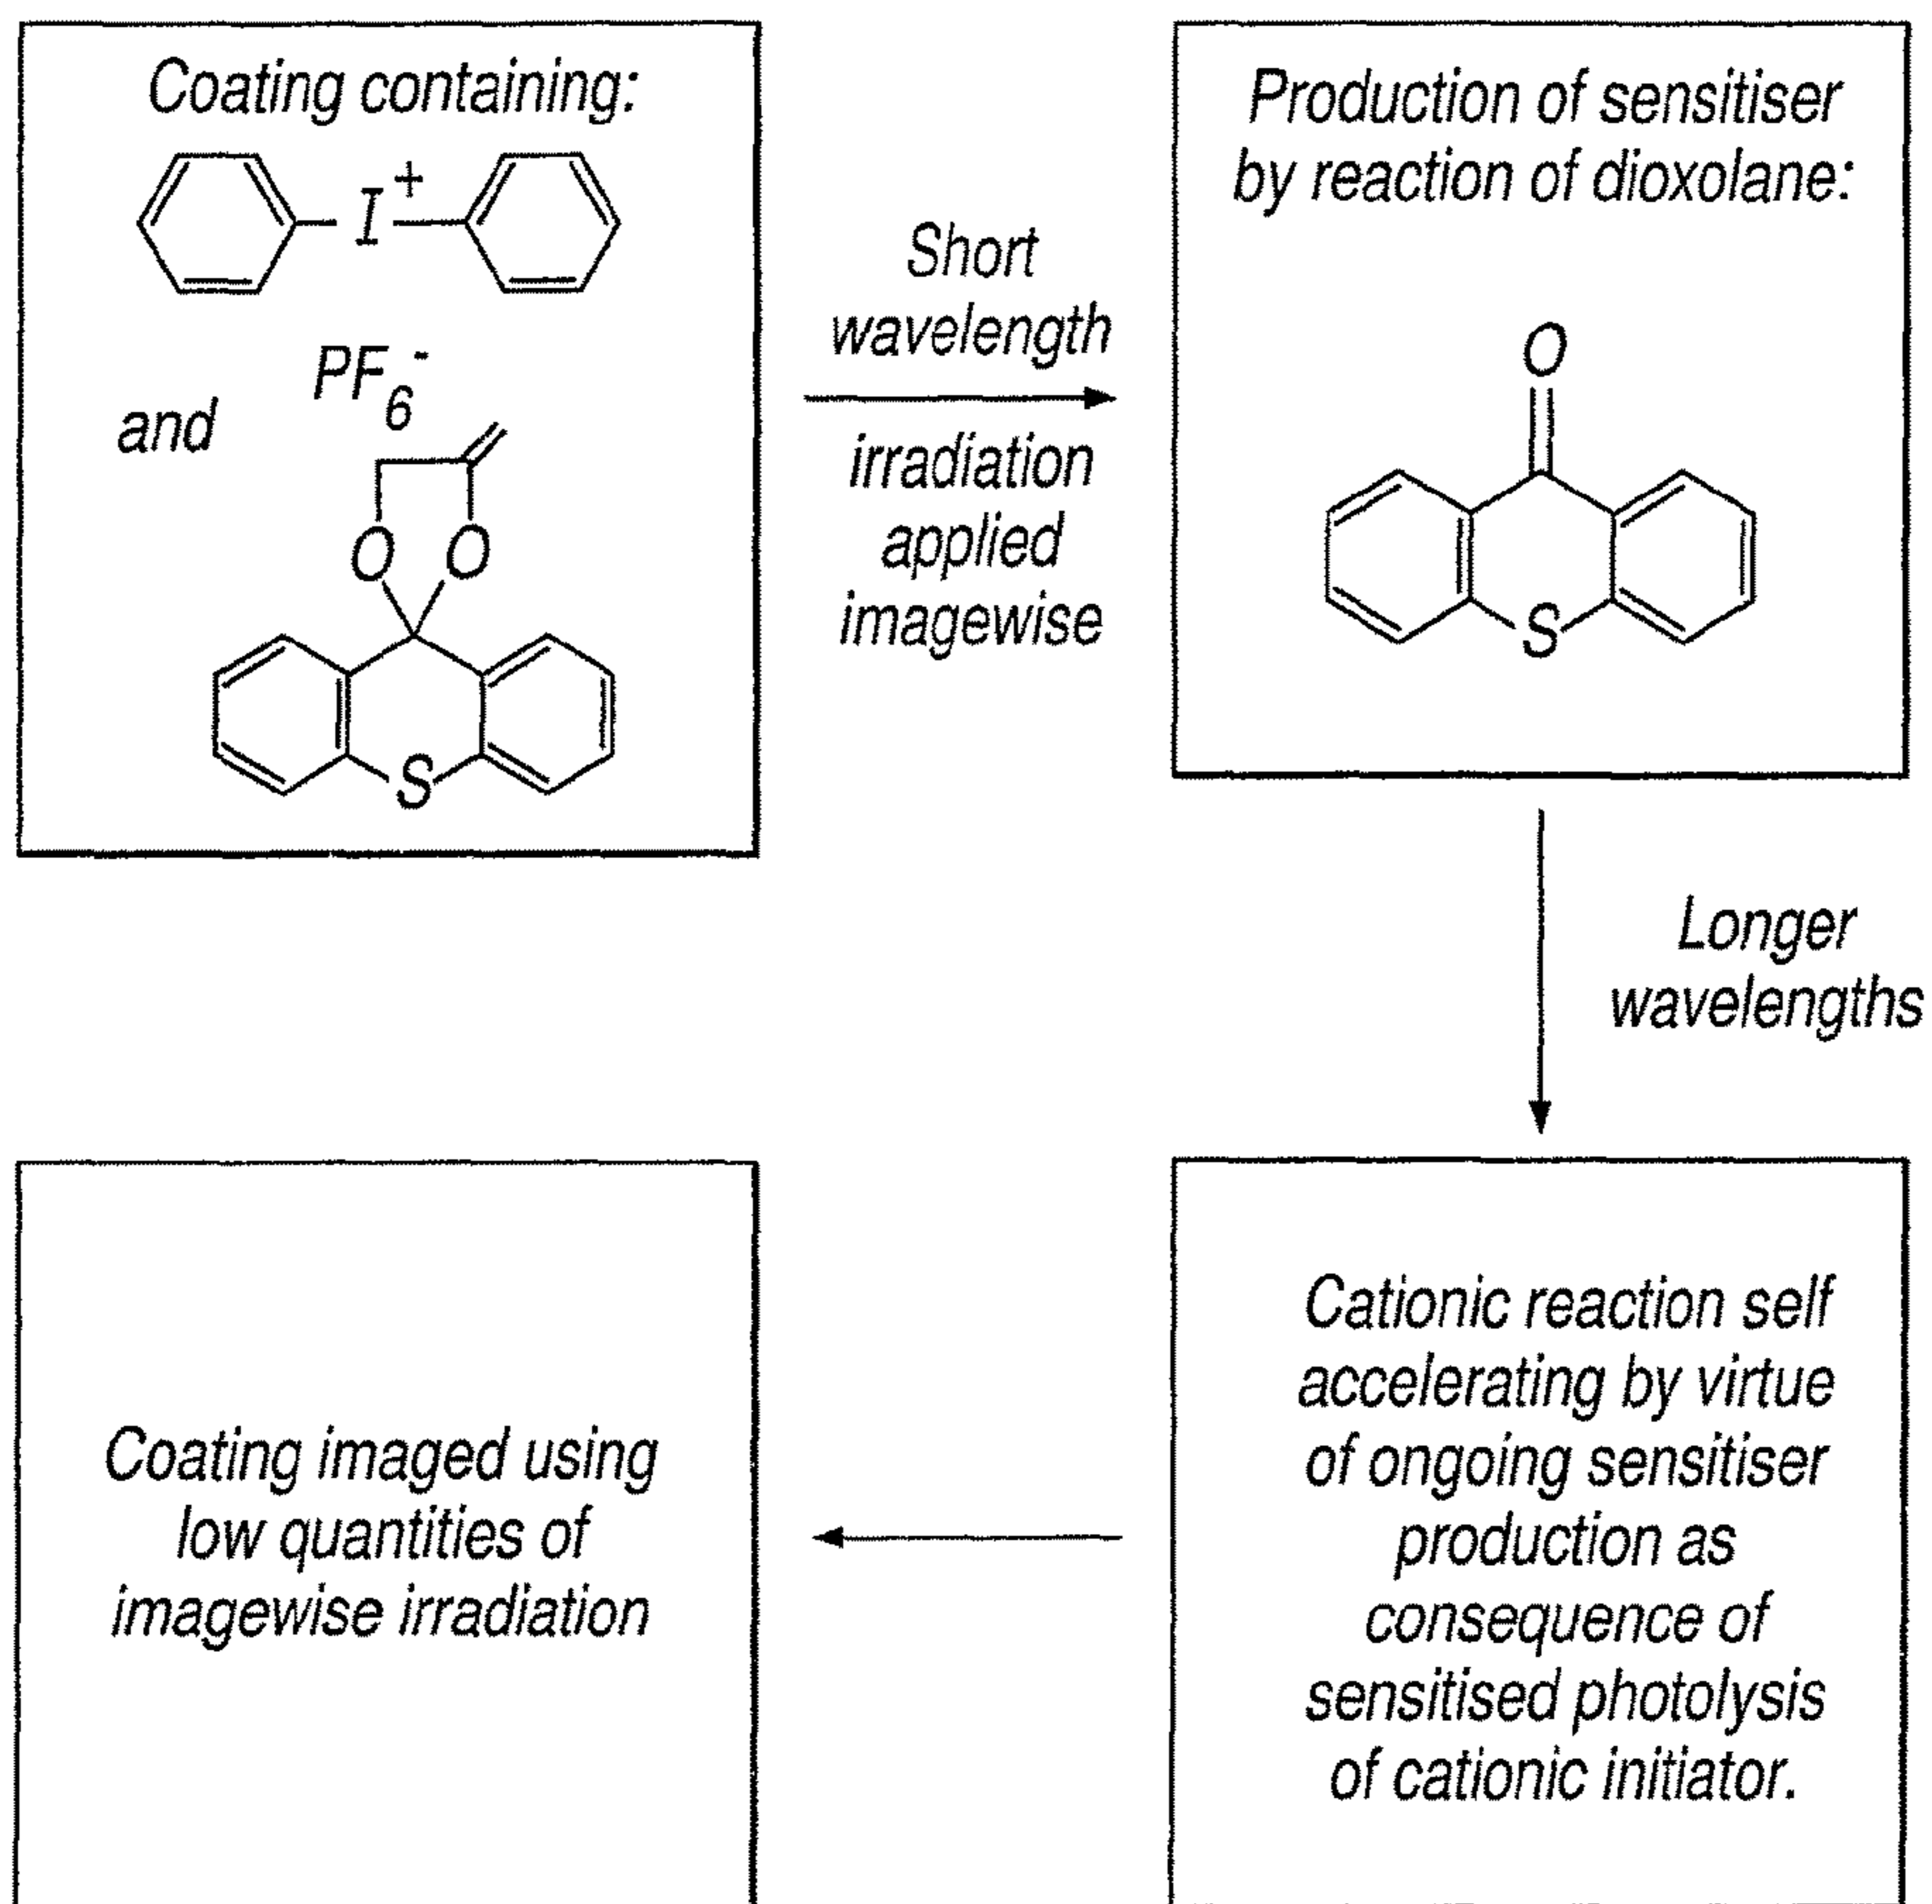 Coating containing:
I+
PF6-
and
O O
S
Short
wavelength
irradiation
applied
imagewise
Production of sensitiser
by reaction of dioxolane:
O
S
Longer
wavelengths
Cationic reaction self
accelerating by virtue
of ongoing sensitiser
production as
consequence of
sensitised photolysis
of cationic initiator.
Coating imaged using
low quantities of
imagewise irradiation